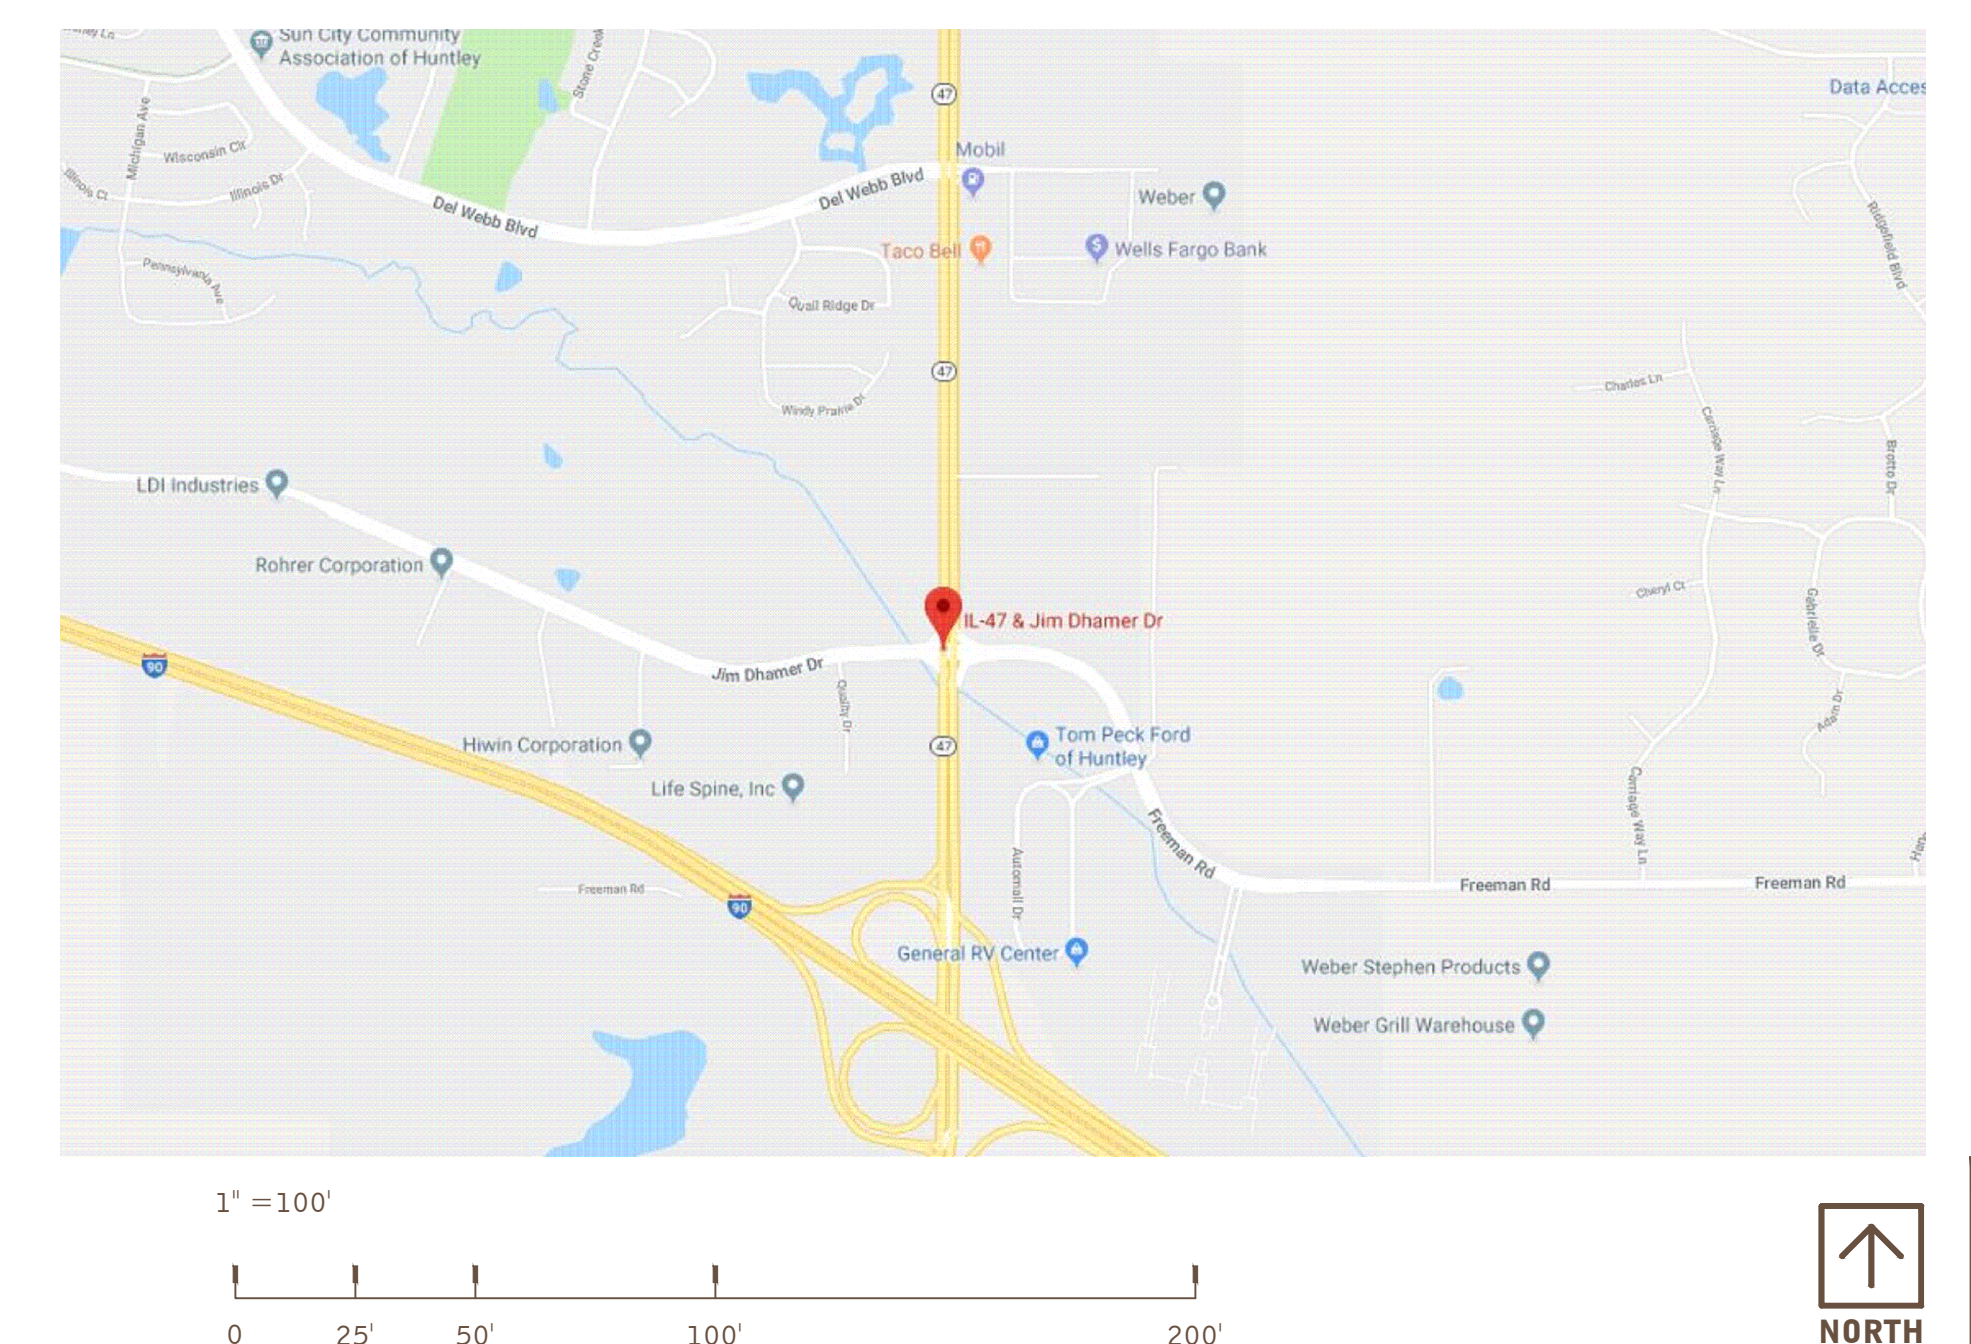 Sun City Community
Association of Huntley
Stone Creek
47
Data Acces
Michigan Ave
Wisconsin Cir
Mobil
Illinois Ct
Illinois Dr
Del Webb Blvd
Del Webb Blvd
Weber
Ridgefield Blvd
Taco Bell
Wells Fargo Bank
Pennsylvania Ave
Quail Ridge Dr
47
Charles Ln
Windy Prairie Dr
Carriage Way Ln
Brotto Dr
LDI Industries
Rohrer Corporation
Cheryl Ct
Gabrielle Dr
IL-47 & Jim Dhamer Dr
90
Jim Dhamer Dr
Quality Dr
Adam Dr
Tom Peck Ford
of Huntley
Hiwin Corporation
47
Life Spine, Inc
Carriage Way Ln
Freeman Rd
Automall Dr
Freeman Rd
Freeman Rd
Freeman Rd
90
General RV Center
Weber Stephen Products
Weber Grill Warehouse
1" =100'
0 25' 50' 100' 200'
NORTH